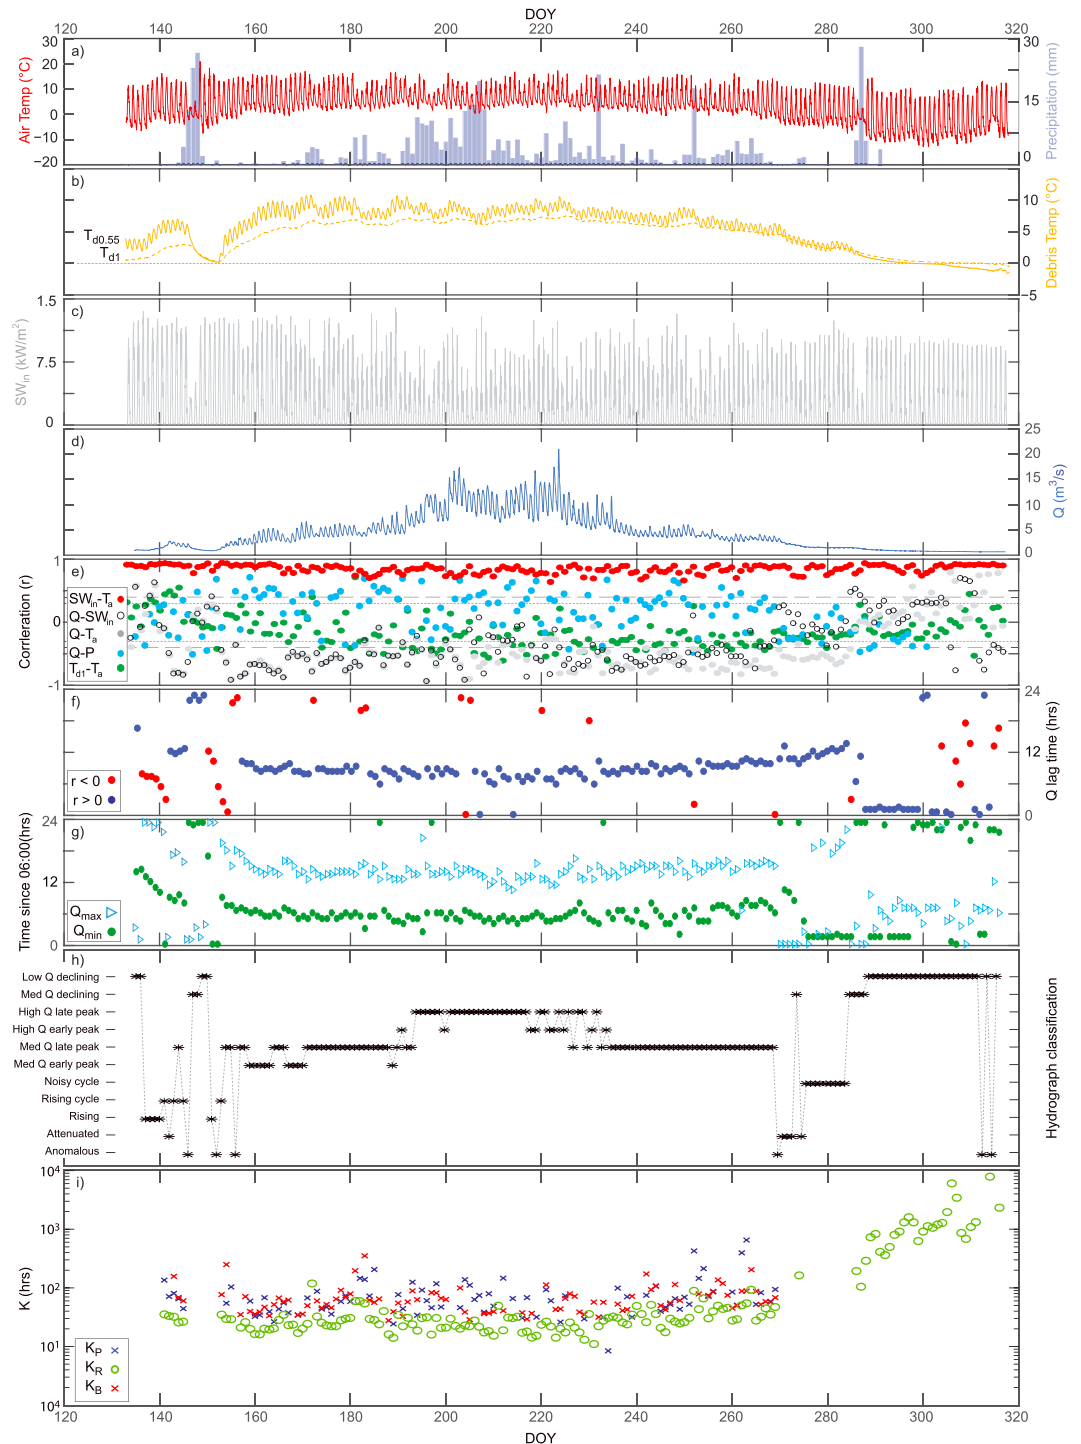 DOY
120 140 160 180 200 220 240 260 280 300 320
a)
30
20
10
0
−10
−20
Air Temp (°C)
30
15
0
Precipitation (mm)
b)
T d0.55
T d1
10
5
0
−5
Debris Temp (°C)
c)
1.5
7.5
0
SWin (kW/m²)
d)
25
20
15
10
5
0
Q (m³/s)
e)
1
0
-1
Corrleration (r)
SWin-Ta
Q-SWin
Q-Ta
Q-P
Td1-Ta
f)
24
12
0
Q lag time (hrs)
r < 0
r > 0
g)
24
12
0
Time since 06:00(hrs)
Qmax
Qmin
h)
Low Q declining
Med Q declining
High Q late peak
High Q early peak
Med Q late peak
Med Q early peak
Noisy cycle
Rising cycle
Rising
Attenuated
Anomalous
Hydrograph classification
i)
10⁴
10³
10²
10¹
10⁴
K (hrs)
KP
KR
KB
120 140 160 180 200 220 240 260 280 300 320
DOY